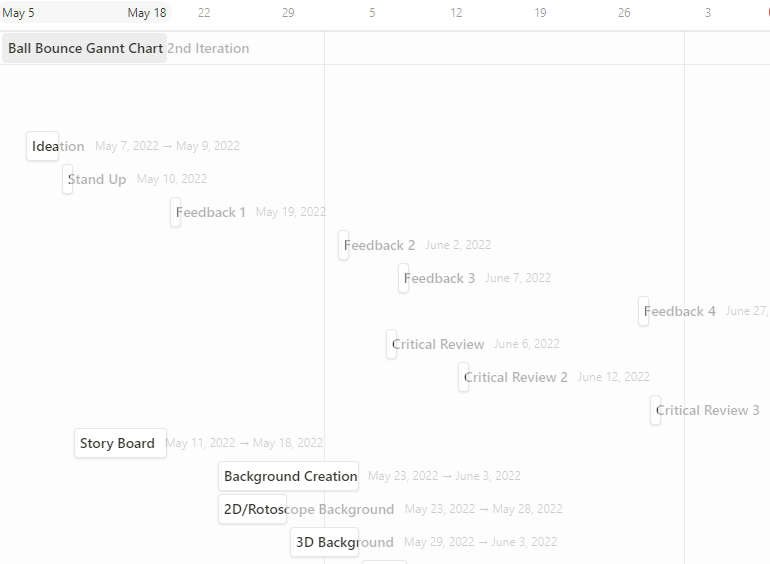 May 5 May 18 22 29 5 12 19 26 3
Ball Bounce Gannt Chart 2nd Iteration
Ideation May 7, 2022 → May 9, 2022
Stand Up May 10, 2022
Feedback 1 May 19, 2022
Feedback 2 June 2, 2022
Feedback 3 June 7, 2022
Feedback 4 June 27,
Critical Review June 6, 2022
Critical Review 2 June 12, 2022
Critical Review 3
Story Board May 11, 2022 → May 18, 2022
Background Creation May 23, 2022 → June 3, 2022
2D/Rotoscope Background May 23, 2022 → May 28, 2022
3D Background May 29, 2022 → June 3, 2022